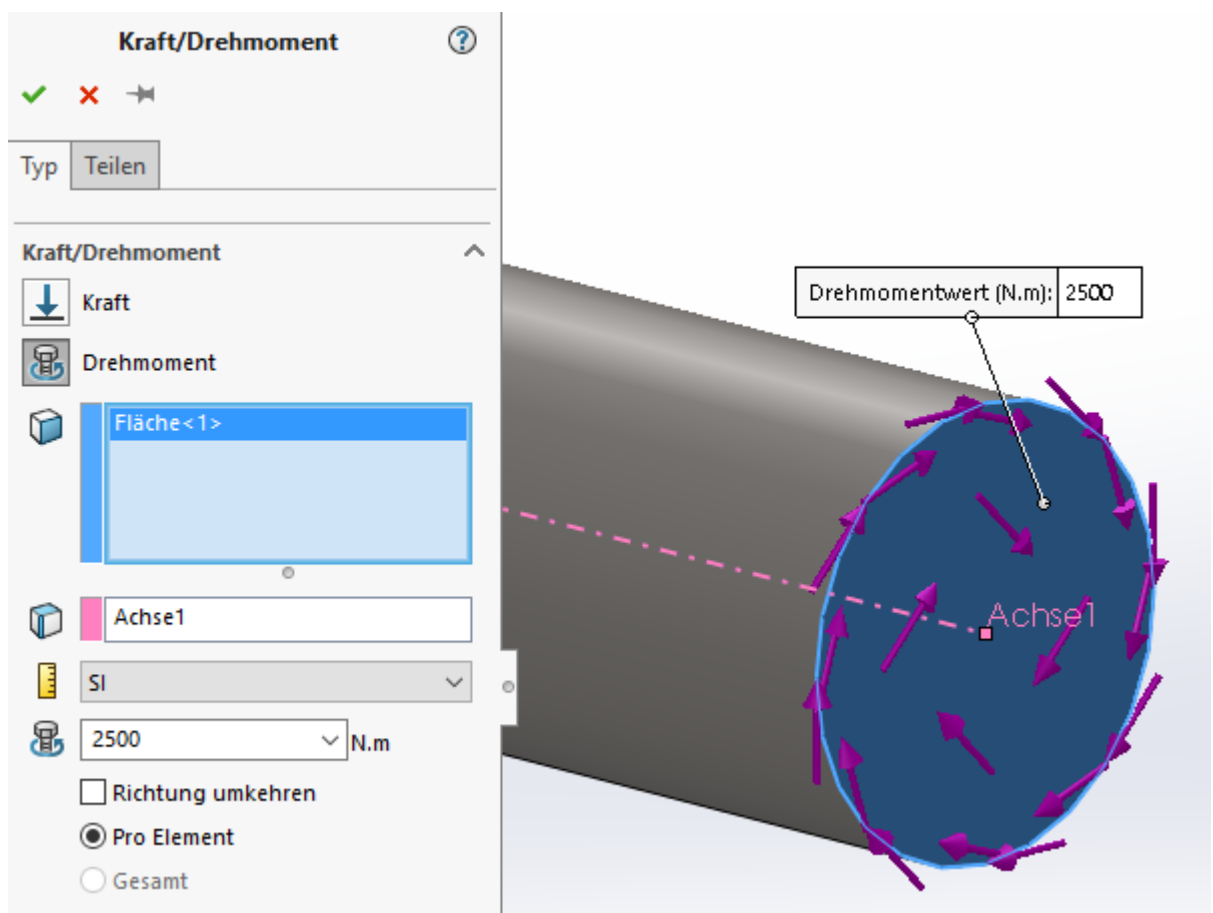 Kraft/Drehmoment
Typ
Teilen
Kraft/Drehmoment
Kraft
Drehmoment
Fläche<1>
Achse1
SI
2500
N.m
Richtung umkehren
Pro Element
Gesamt
Drehmomentwert (N.m): 2500
Achse1